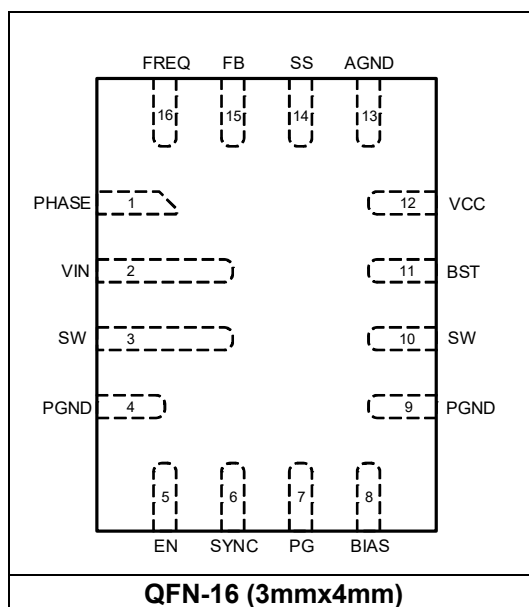 FREQ FB SS AGND
16 15 14 13
PHASE 1 12 VCC
VIN 2 11 BST
SW 3 10 SW
PGND 4 9 PGND
5 6 7 8
EN SYNC PG BIAS
QFN-16 (3mmx4mm)